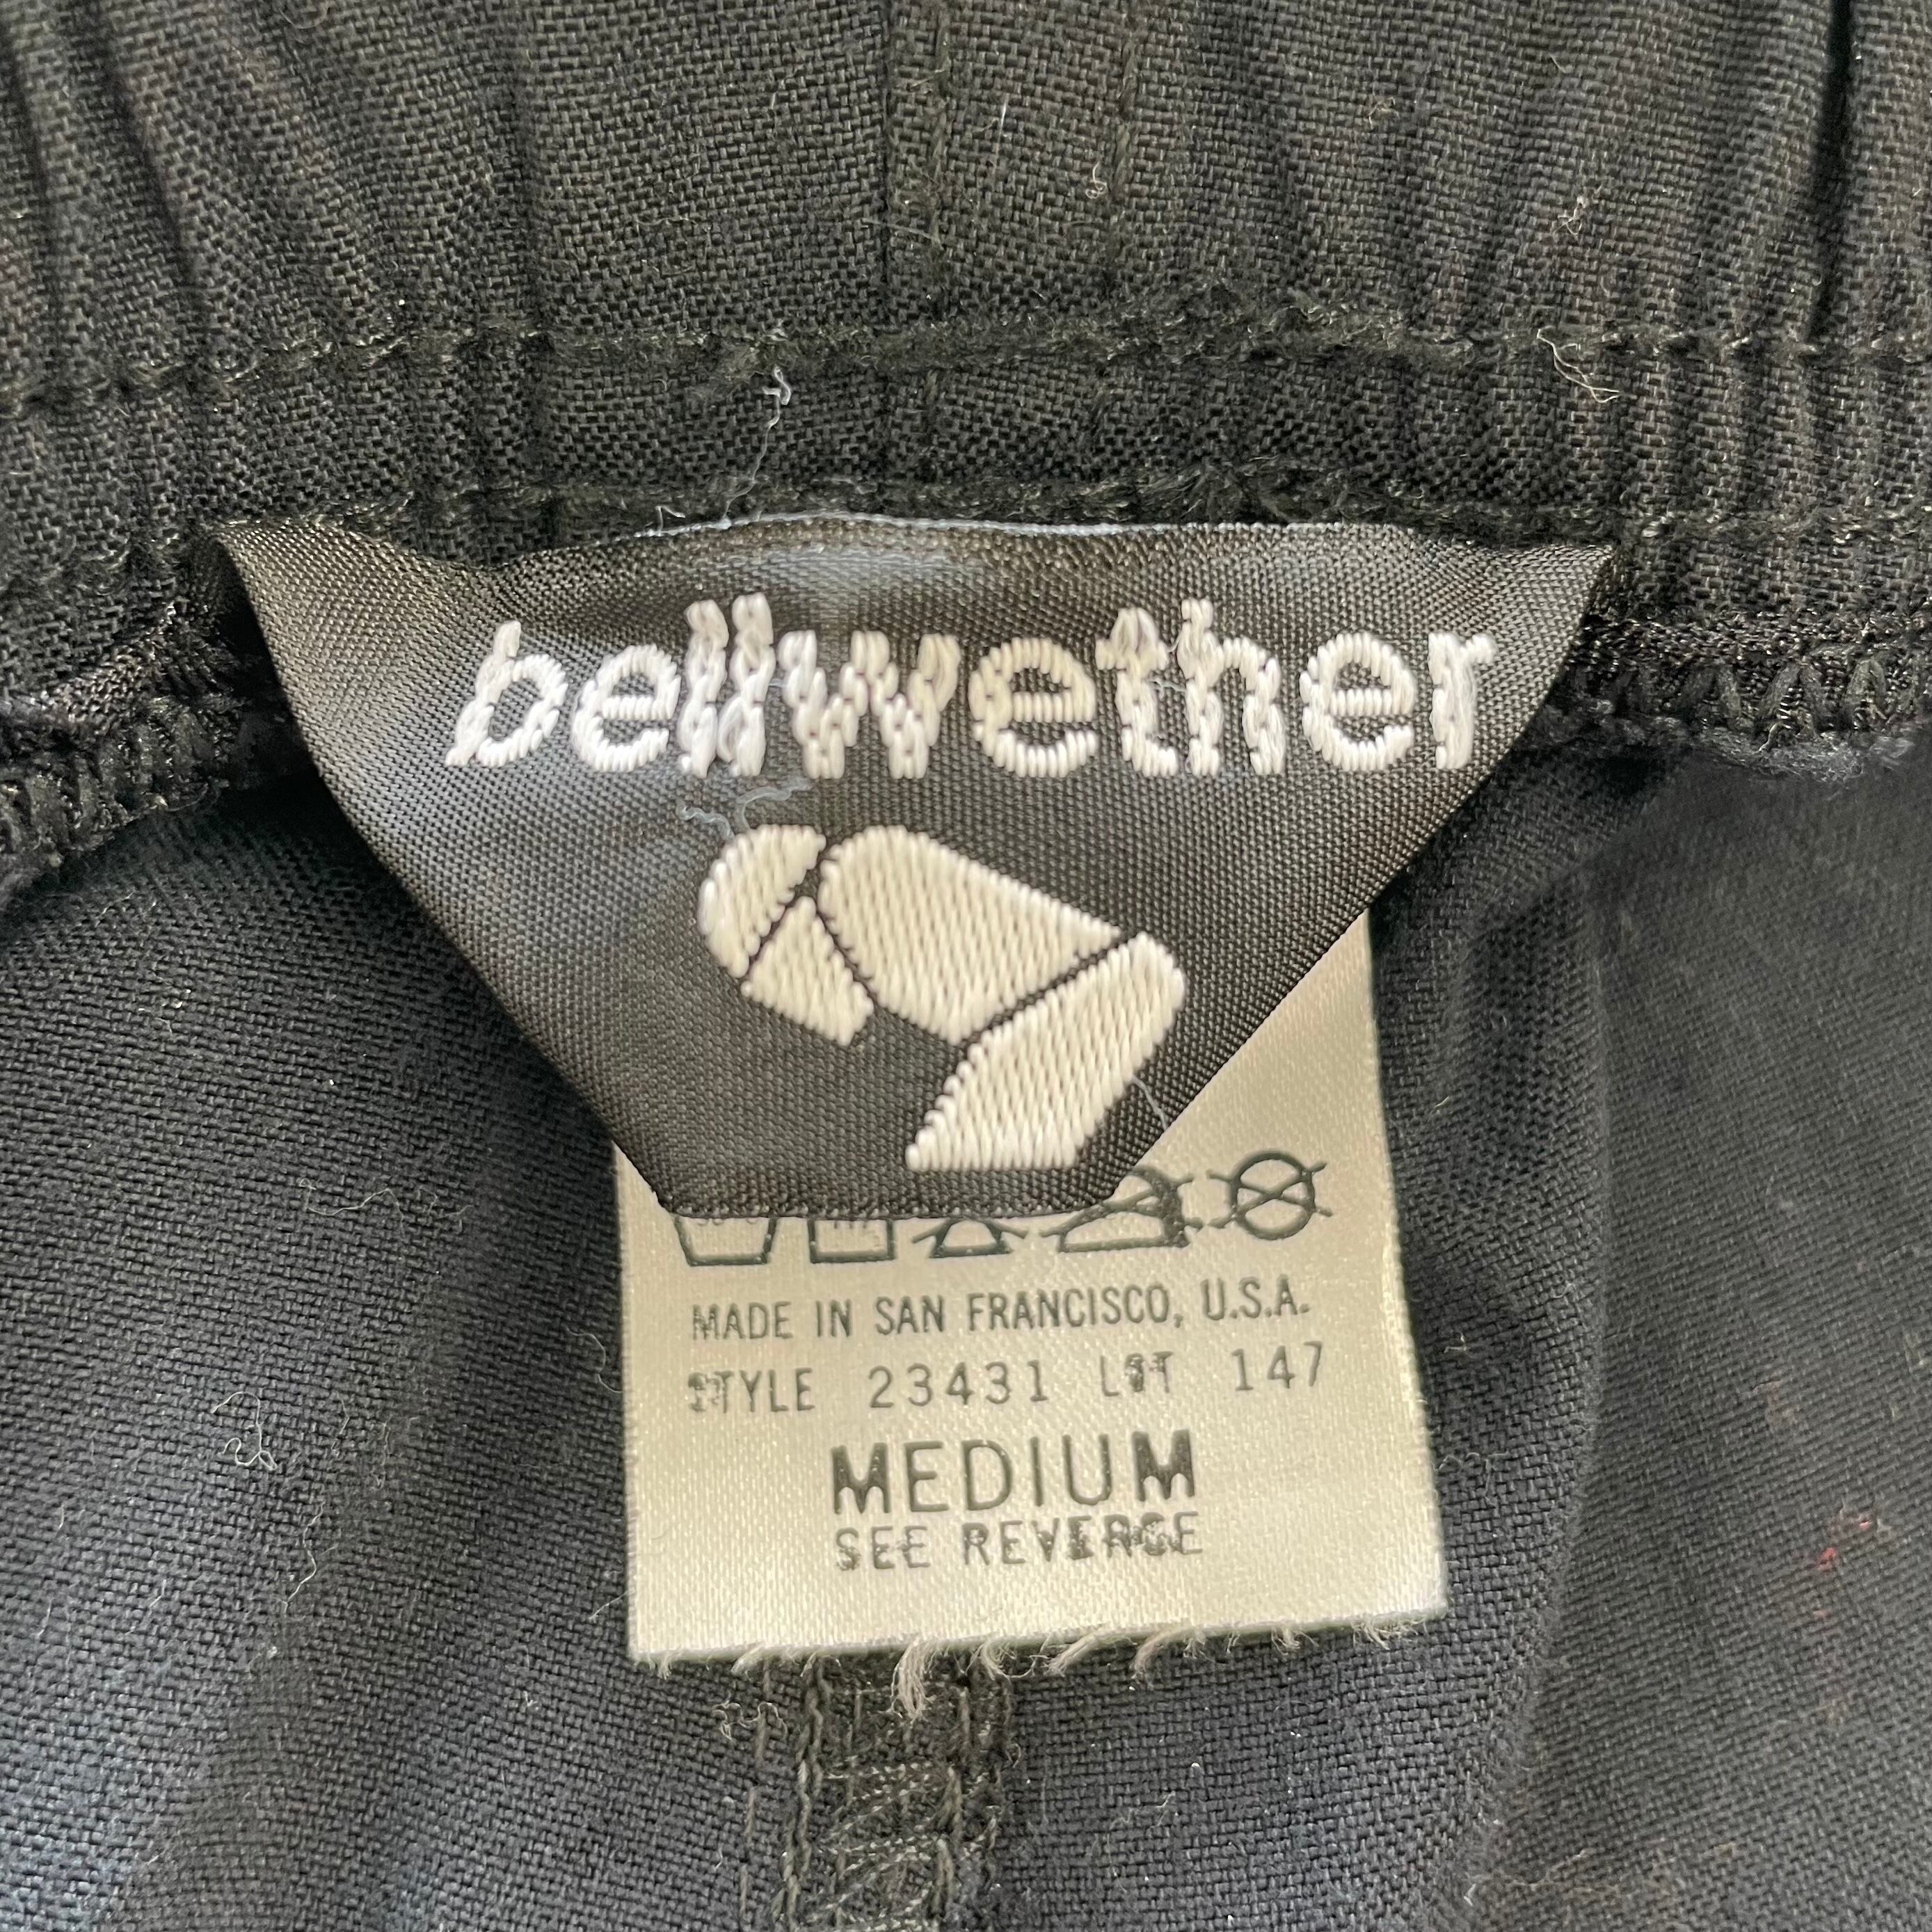 bellwether
MADE IN SAN FRANCISCO, U.S.A.
STYLE 23431 LOT 147
MEDIUM
SEE REVERSE